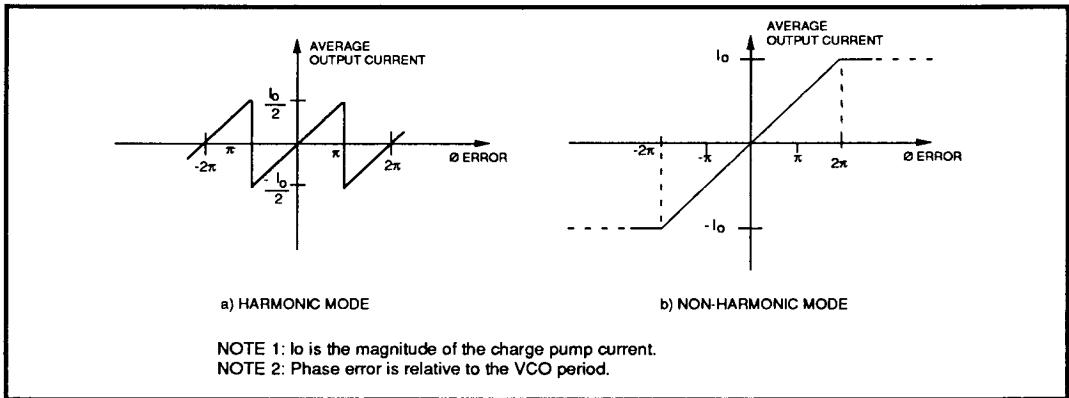 AVERAGE
OUTPUT CURRENT
Io
2
-2π
π
π
2π
Ø ERROR
- Io
2
a) HARMONIC MODE
AVERAGE
OUTPUT CURRENT
Io
-2π
-π
π
2π
Ø ERROR
- Io
b) NON-HARMONIC MODE
NOTE 1: Io is the magnitude of the charge pump current.
NOTE 2: Phase error is relative to the VCO period.